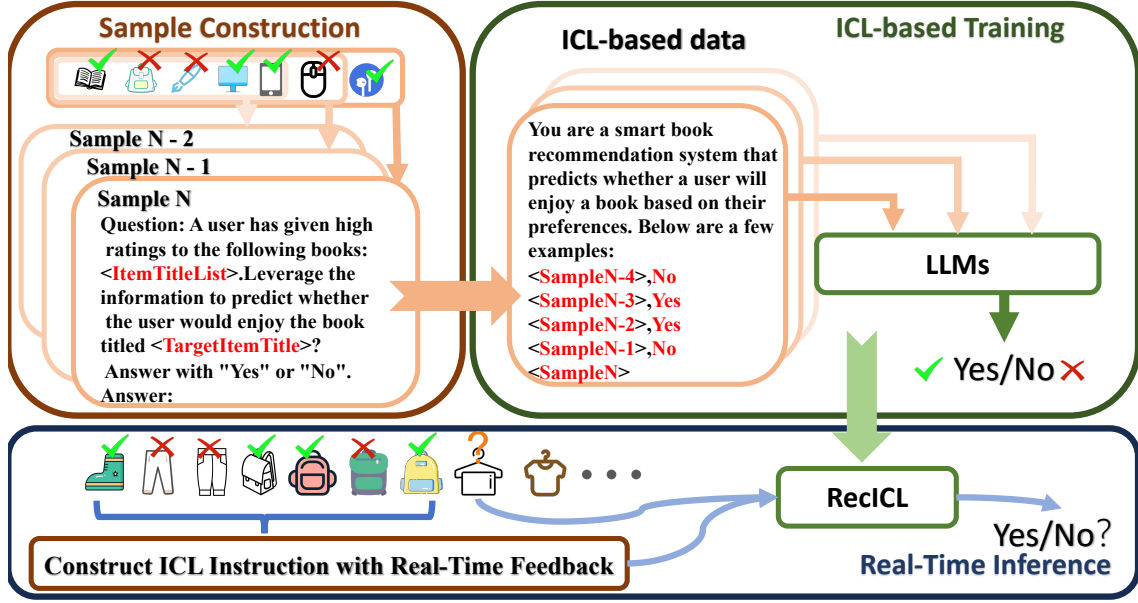 Sample Construction
Sample N - 2
Sample N - 1
Sample N
Question: A user has given high
ratings to the following books:
<ItemTitleList>.Leverage the
information to predict whether
the user would enjoy the book
titled <TargetItemTitle>?
Answer with "Yes" or "No".
Answer:
ICL-based data
ICL-based Training
You are a smart book
recommendation system that
predicts whether a user will
enjoy a book based on their
preferences. Below are a few
examples:
<SampleN-4>,No
<SampleN-3>,Yes
<SampleN-2>,Yes
<SampleN-1>,No
<SampleN>
LLMs
Yes/No
?
RecICL
Construct ICL Instruction with Real-Time Feedback
Yes/No?
Real-Time Inference